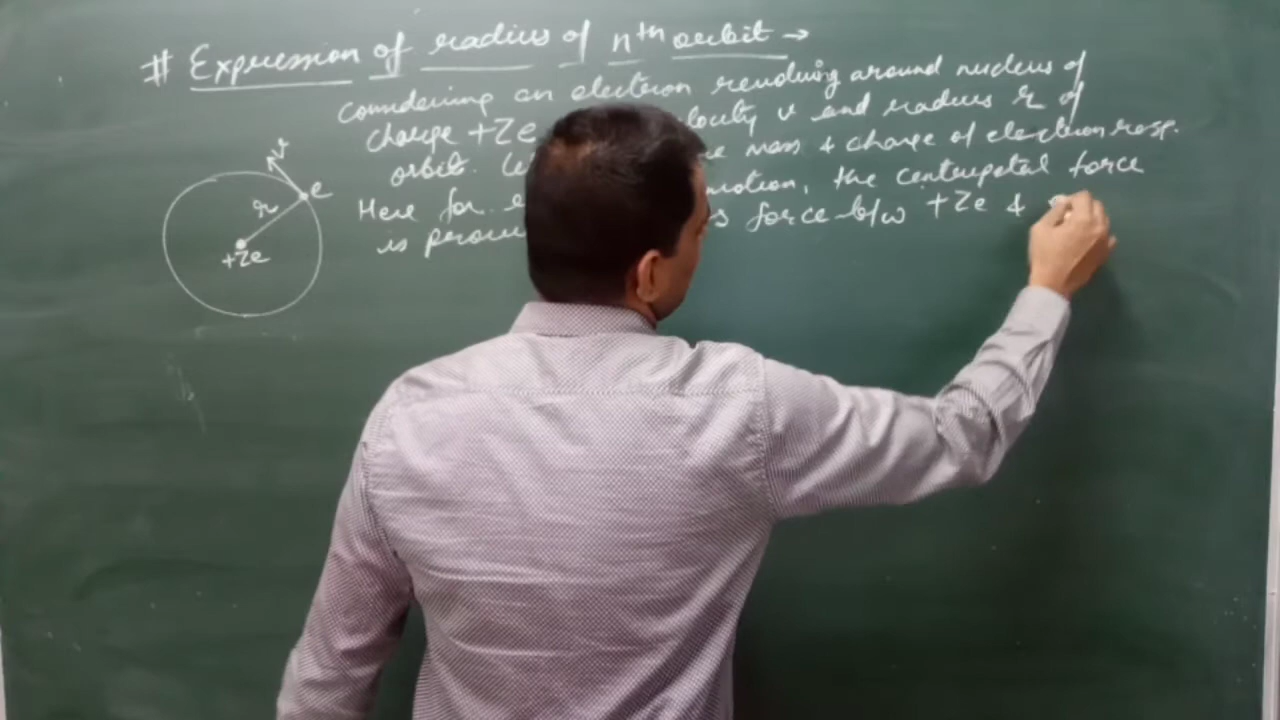 # Expression of radius of nth orbit →
Considering an electron revolving around nucleus of
charge +Ze v and radius r of
orbit. mass & charge of electron resp.
Here for motion, the centripetal force
is force b/w +Ze &
v
e
r
+Ze